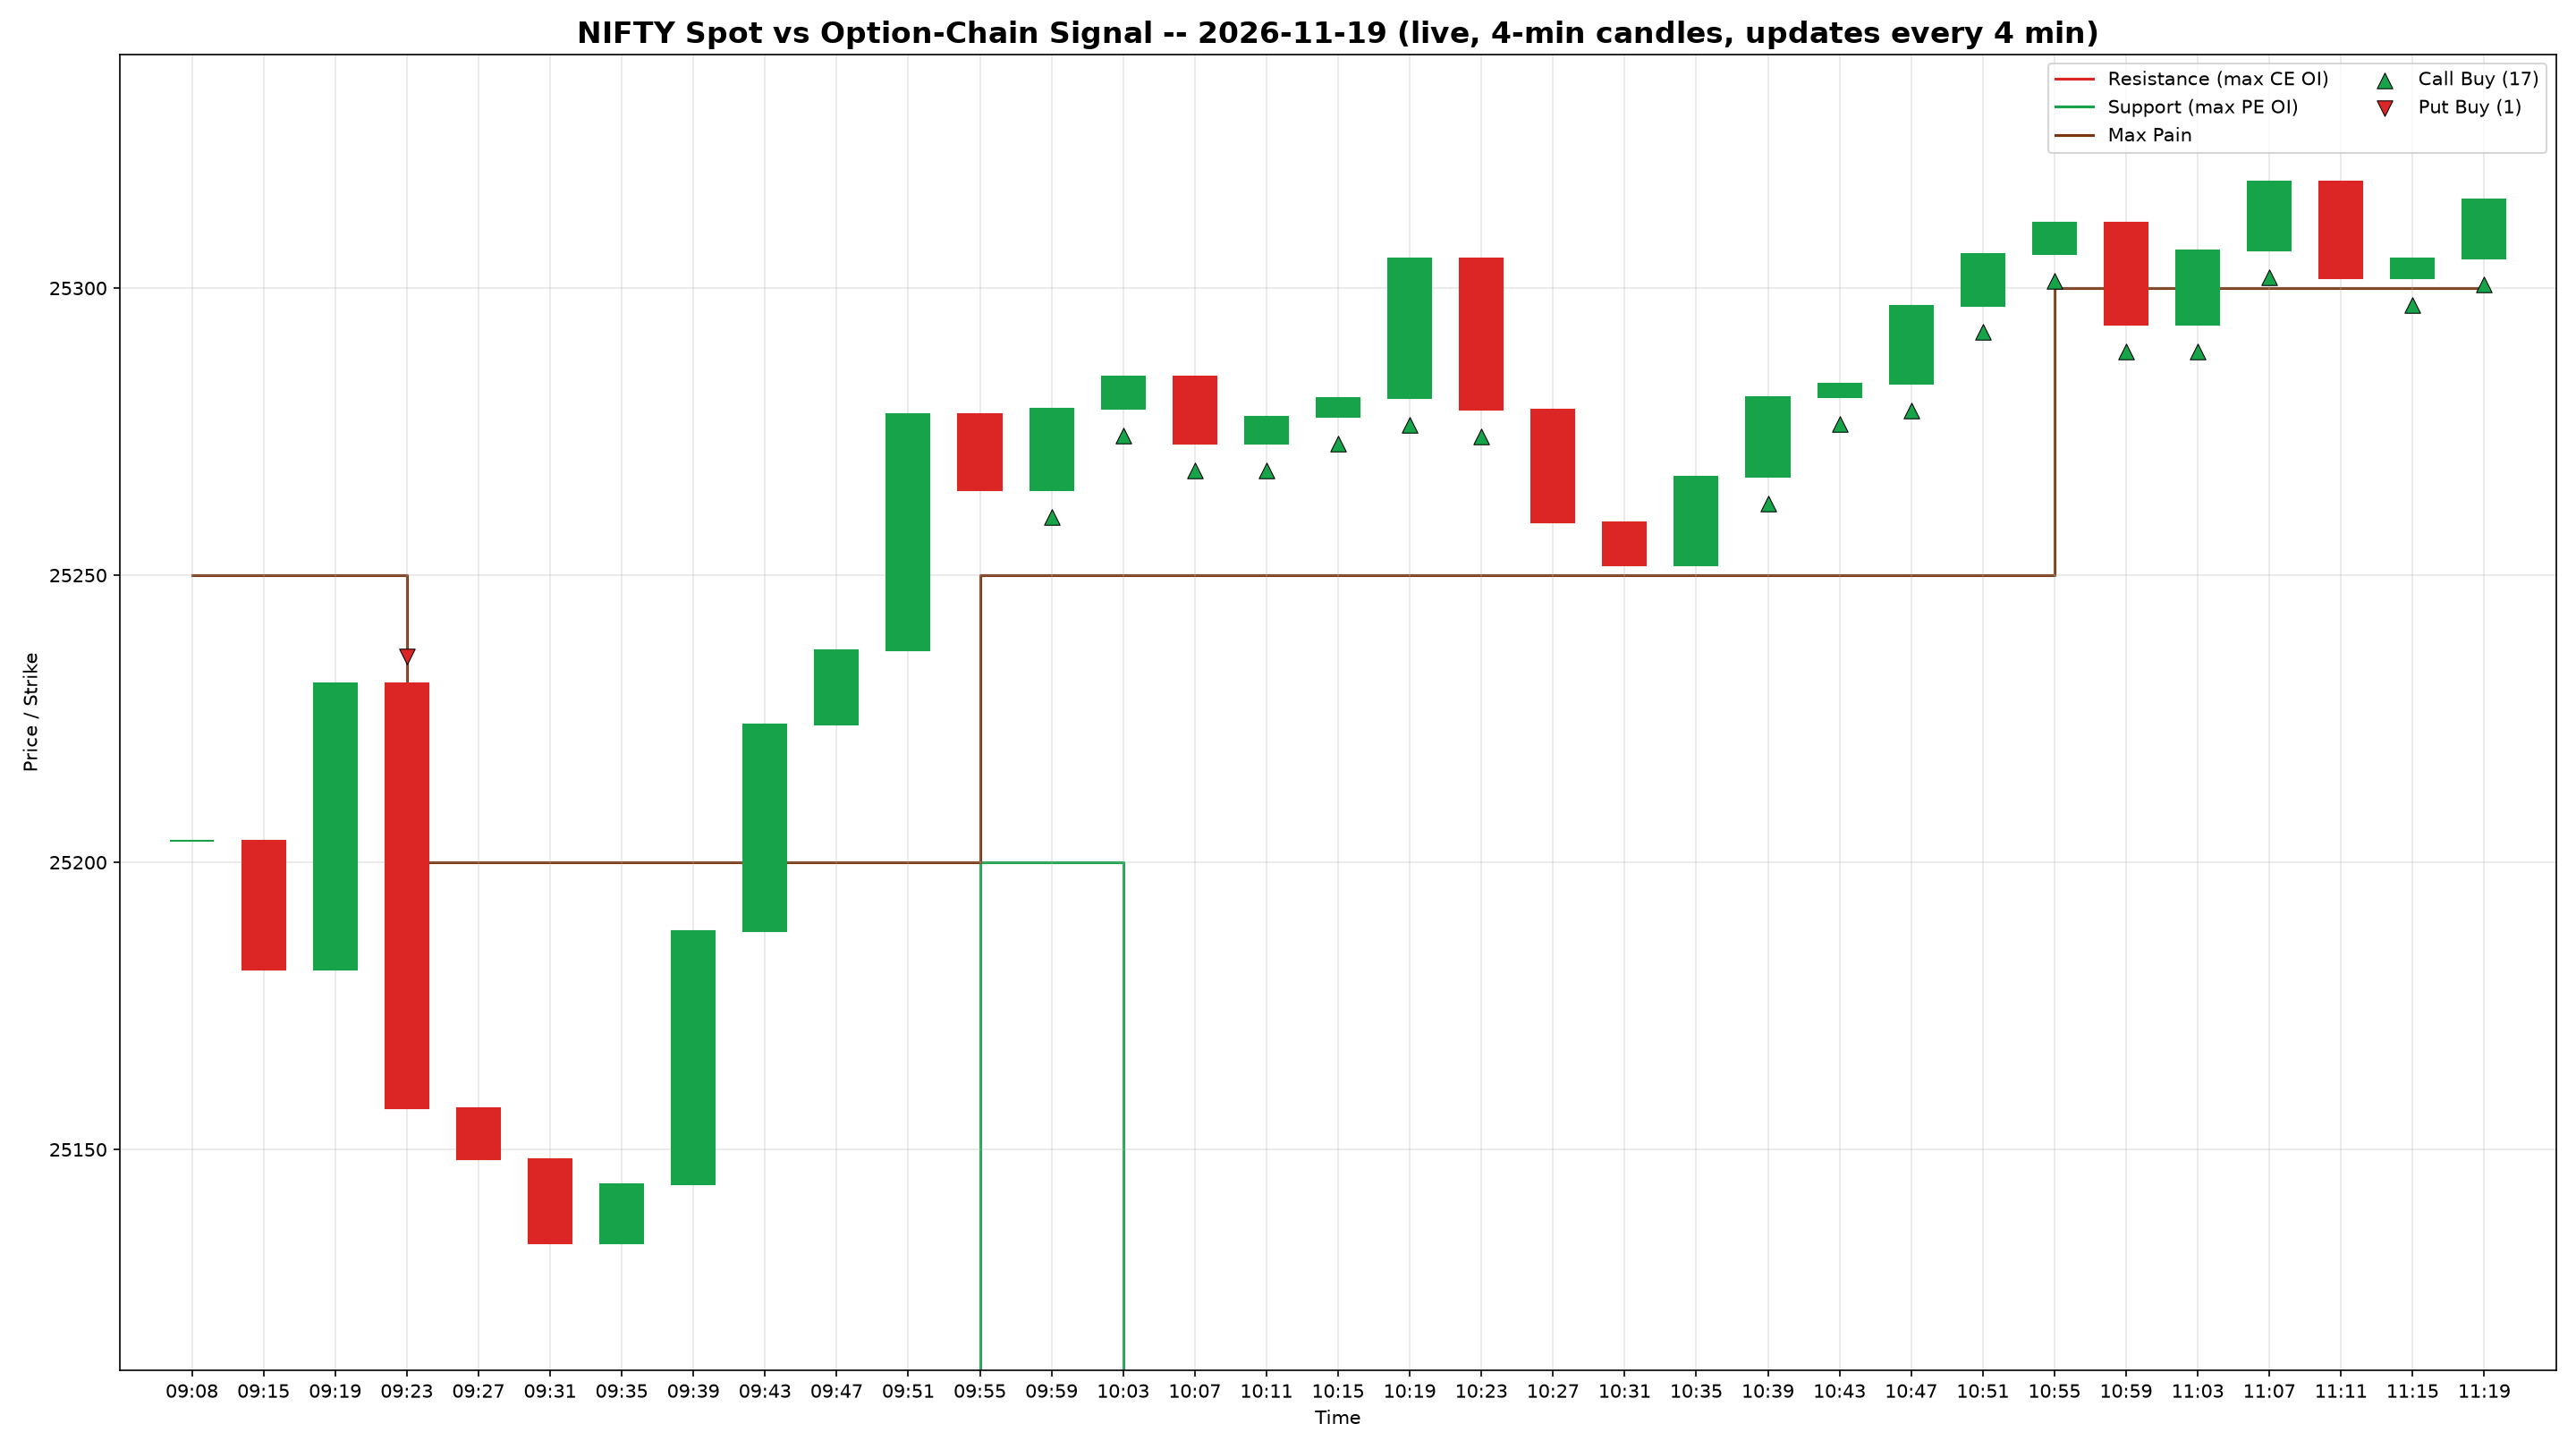 NIFTY Spot vs Option-Chain Signal -- 2026-11-19 (live, 4-min candles, updates every 4 min)
Resistance (max CE OI)
Support (max PE OI)
Max Pain
Call Buy (17)
Put Buy (1)
Price / Strike
25300
25250
25200
25150
09:08 09:15 09:19 09:23 09:27 09:31 09:35 09:39 09:43 09:47 09:51 09:55 09:59 10:03 10:07 10:11 10:15 10:19 10:23 10:27 10:31 10:35 10:39 10:43 10:47 10:51 10:55 10:59 11:03 11:07 11:11 11:15 11:19
Time